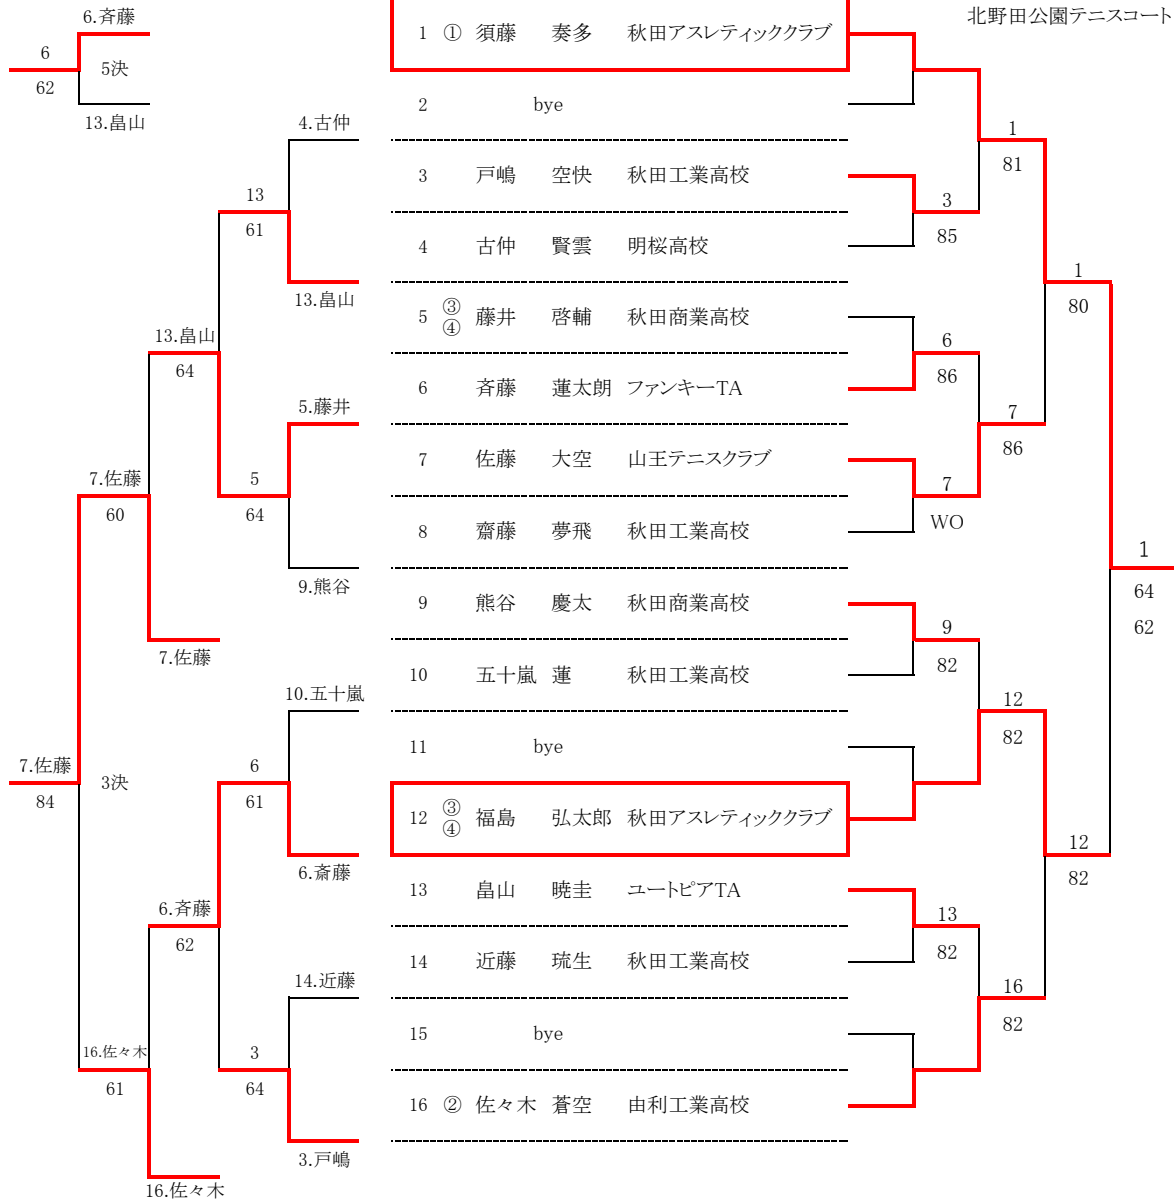 北野田公園テニスコート
6.斉藤
6
62
5決
13.畠山
4.古仲
13
61
13.畠山
13.畠山
64
5.藤井
5
64
9.熊谷
7.佐藤
60
7.佐藤
10.五十嵐
7.佐藤
84
3決
6
61
6.斎藤
6.斉藤
62
14.近藤
16.佐々木
61
3
64
3.戸嶋
16.佐々木
1 ① 須藤 奏多 秋田アスレティッククラブ
2 bye
3 戸嶋 空快 秋田工業高校
4 古仲 賢雲 明桜高校
5 ③④ 藤井 啓輔 秋田商業高校
6 斉藤 蓮太朗 ファンキーTA
7 佐藤 大空 山王テニスクラブ
8 齋藤 夢飛 秋田工業高校
9 熊谷 慶太 秋田商業高校
10 五十嵐 蓮 秋田工業高校
11 bye
12 ③④ 福島 弘太郎 秋田アスレティッククラブ
13 畠山 暁圭 ユートピアTA
14 近藤 琉生 秋田工業高校
15 bye
16 ② 佐々木 蒼空 由利工業高校
1
81
3
85
1
80
6
86
7
86
7
WO
1
64
62
9
82
12
82
12
82
13
82
16
82